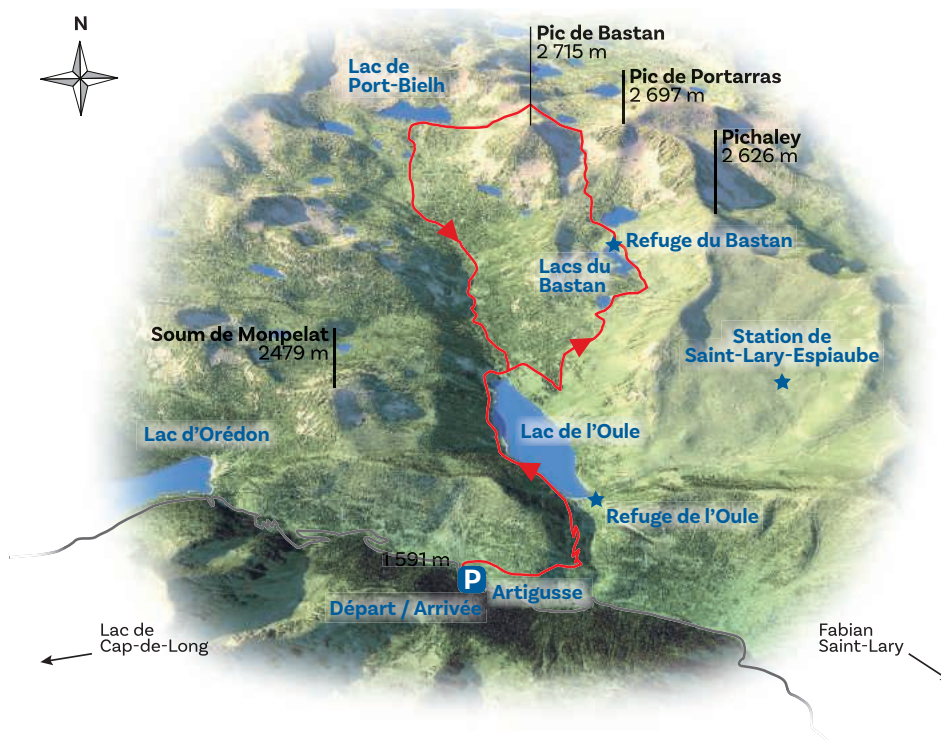 N
Pic de Bastan
2 715 m
Lac de
Port-Bielh
Pic de Portarras
2 697 m
Pichaley
2 626 m
Refuge du Bastan
Lacs du
Bastan
Soum de Monpelat
2479 m
Station de
Saint-Lary-Espiaube
Lac d'Orédon
Lac de l'Oule
Refuge de l'Oule
1 591 m
P
Artigusse
Départ / Arrivée
Lac de
Cap-de-Long
Fabian
Saint-Lary